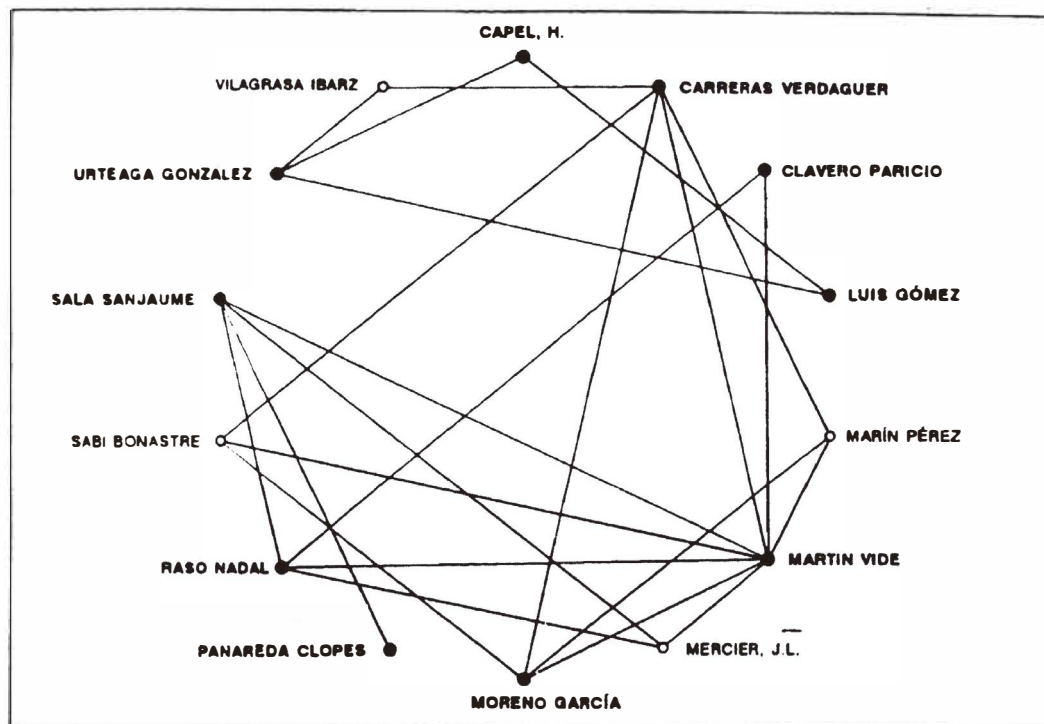 CAPEL, H.
VILAGRASA IBARZ
CARRERAS VERDAGUER
URTEAGA GONZALEZ
CLAVERO PARICIO
SALA SANJAUME
LUIS GÓMEZ
SABI BONASTRE
MARÍN PÉREZ
RASO NADAL
MARTIN VIDE
PANAREDA CLOPES
MERCIER, J.L.
MORENO GARCÍA